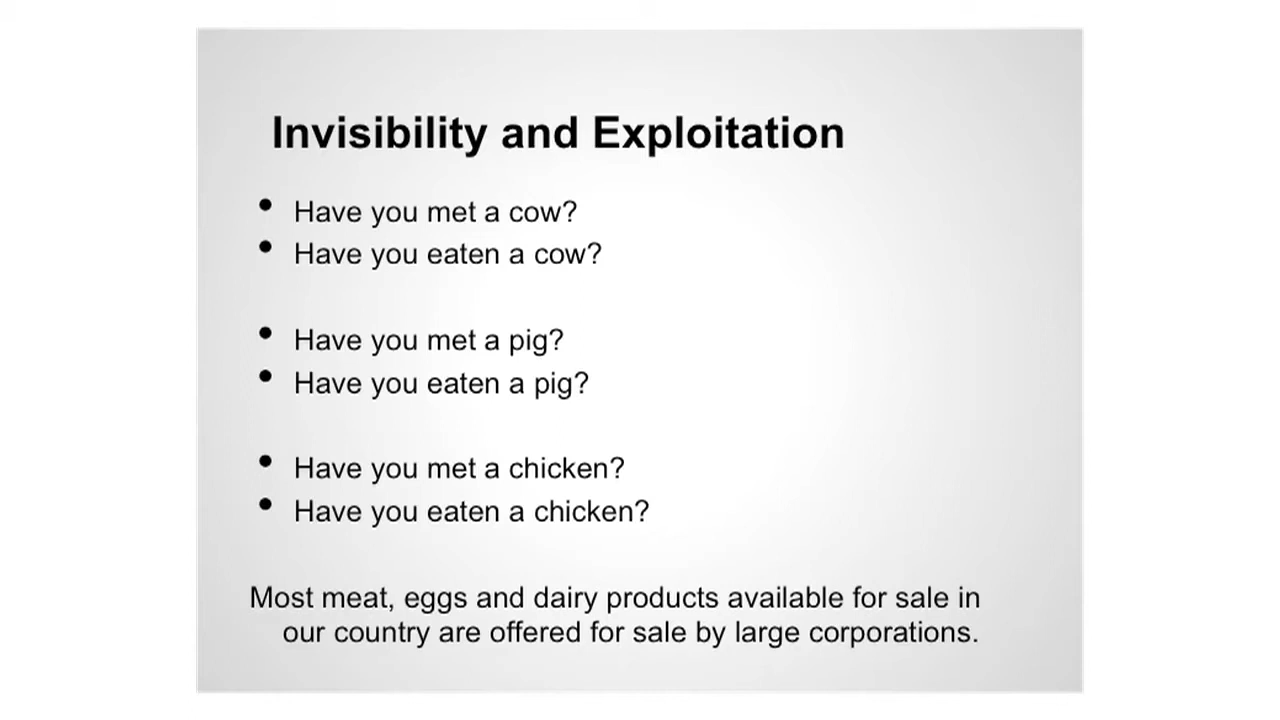 Invisibility and Exploitation
• Have you met a cow?
• Have you eaten a cow?
• Have you met a pig?
• Have you eaten a pig?
• Have you met a chicken?
• Have you eaten a chicken?
Most meat, eggs and dairy products available for sale in
our country are offered for sale by large corporations.